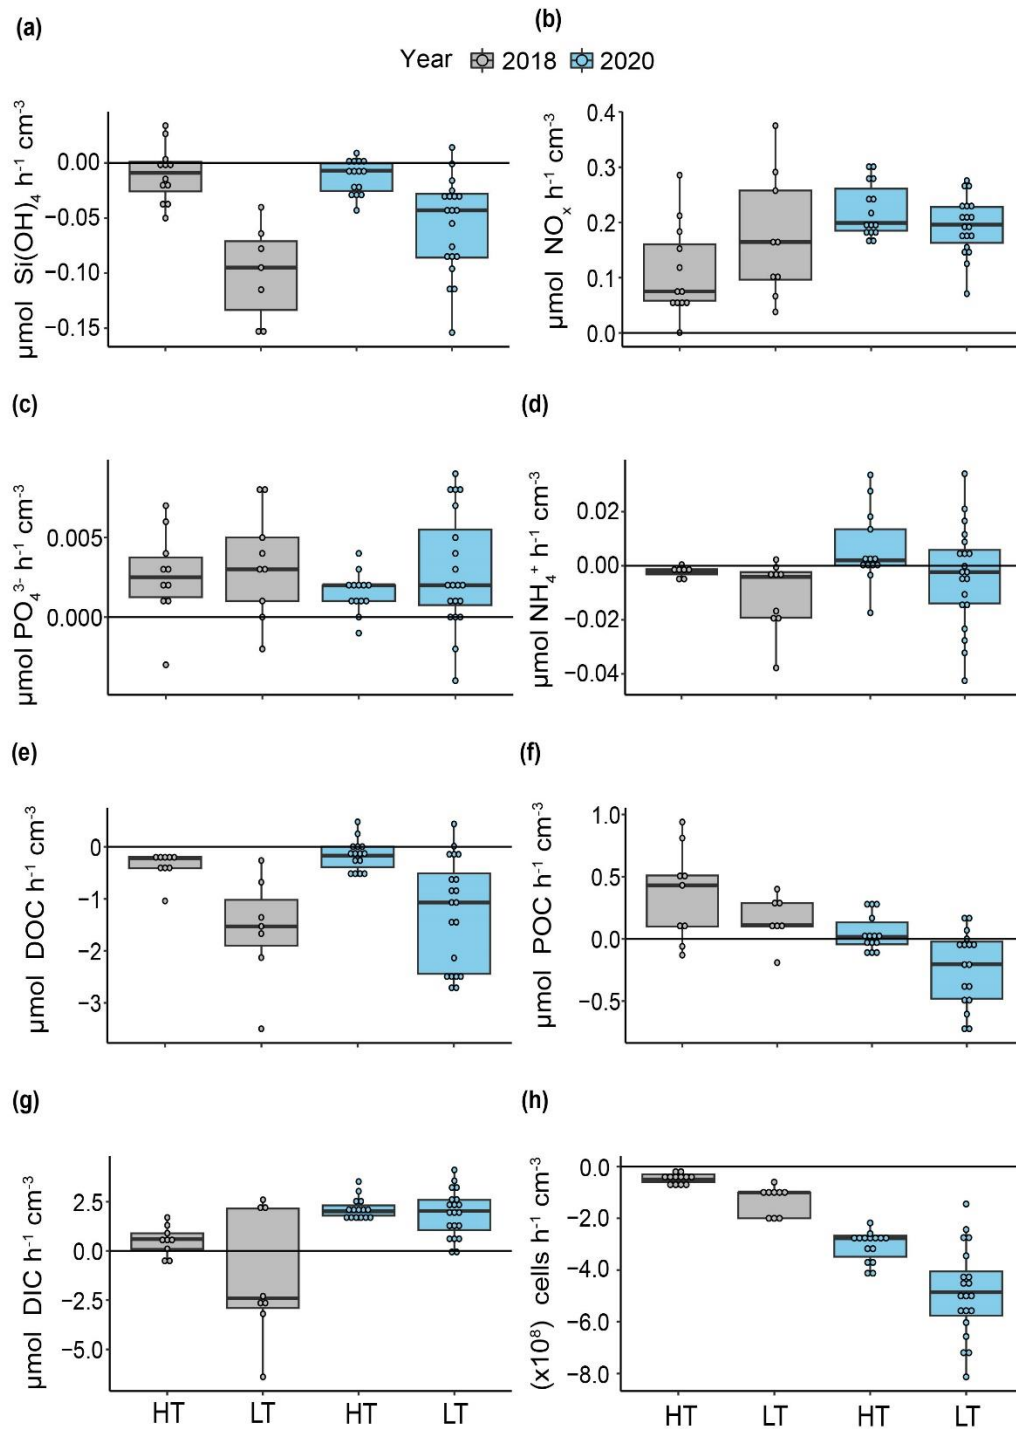 (a)
(b)
Year 2018 2020
µmol Si(OH)₄ h⁻¹ cm⁻³
0.00
−0.05
−0.10
−0.15
µmol NOₓ h⁻¹ cm⁻³
0.4
0.3
0.2
0.1
0.0
(c)
(d)
µmol PO₄³⁻ h⁻¹ cm⁻³
0.005
0.000
µmol NH₄⁺ h⁻¹ cm⁻³
0.02
0.00
−0.02
−0.04
(e)
(f)
µmol DOC h⁻¹ cm⁻³
0
−1
−2
−3
µmol POC h⁻¹ cm⁻³
1.0
0.5
0.0
−0.5
(g)
(h)
µmol DIC h⁻¹ cm⁻³
2.5
0.0
−2.5
−5.0
HT LT HT LT
(x10⁸) cells h⁻¹ cm⁻³
0.0
−2.0
−4.0
−6.0
−8.0
HT LT HT LT